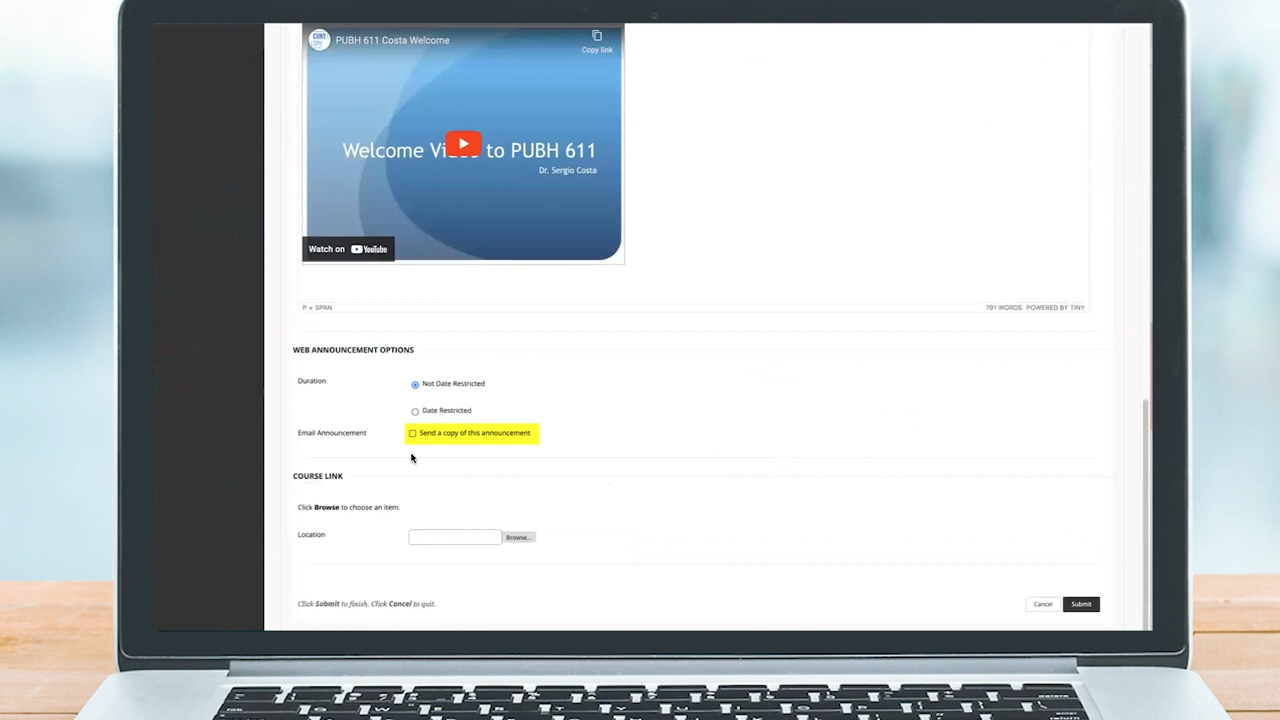 CUNY
SPH
PUBH 611 Costa Welcome
Copy link
Welcome Video to PUBH 611
Dr. Sergio Costa
Watch on YouTube
P » SPAN
791 WORDS POWERED BY TINY
WEB ANNOUNCEMENT OPTIONS
Duration
Not Date Restricted
Date Restricted
Email Announcement
Send a copy of this announcement
COURSE LINK
Click Browse to choose an item.
Location
Browse...
Click Submit to finish. Click Cancel to quit.
Cancel
Submit